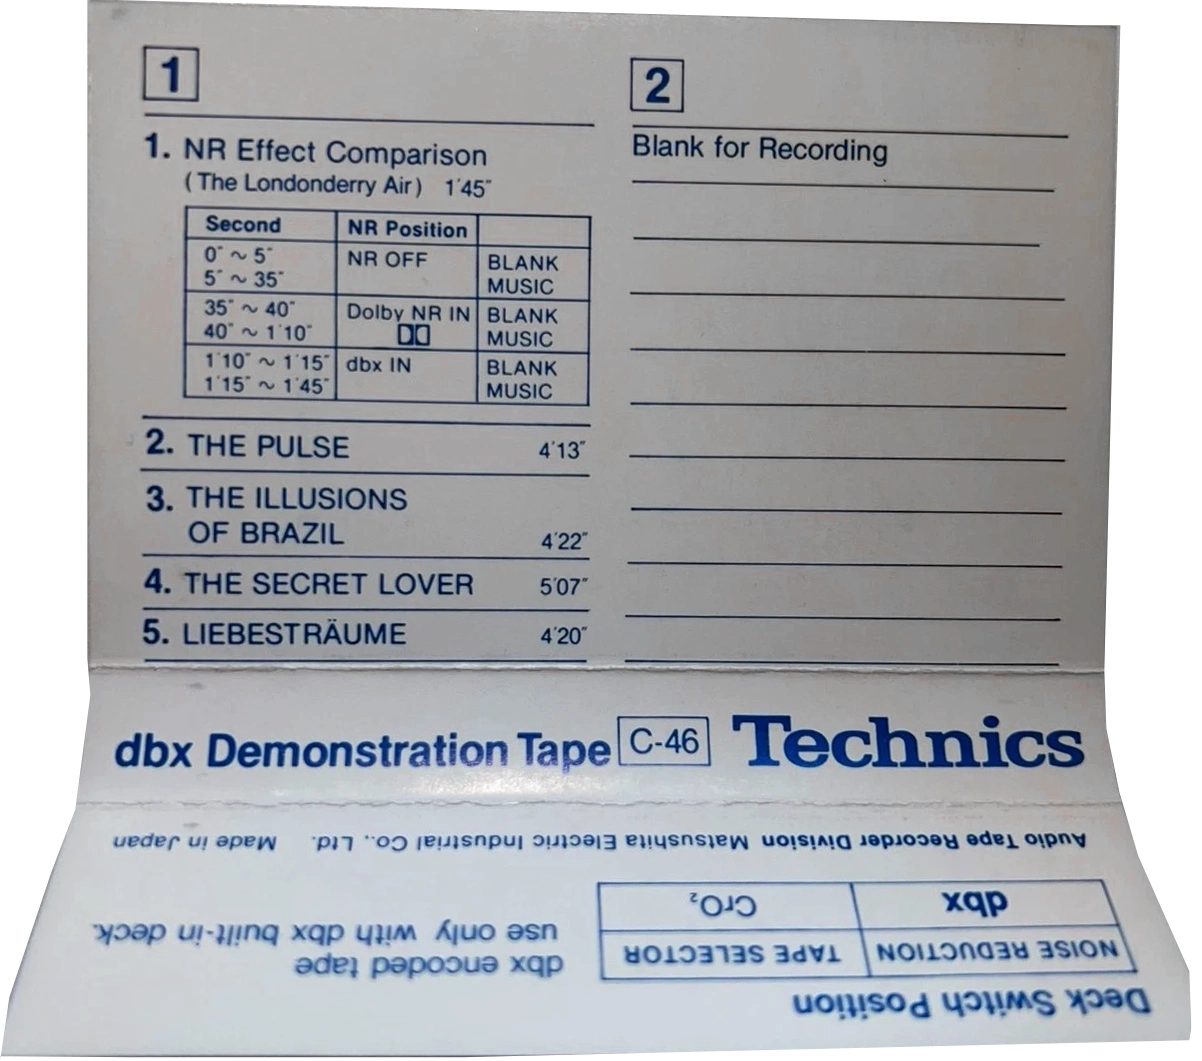 1
1. NR Effect Comparison
(The Londonderry Air) 1'45"
Second NR Position
0" ~ 5" NR OFF BLANK
5" ~ 35" MUSIC
35" ~ 40" Dolby NR IN BLANK
40" ~ 1'10" MUSIC
1'10" ~ 1'15" dbx IN BLANK
1'15" ~ 1'45" MUSIC
2. THE PULSE 4'13"
3. THE ILLUSIONS
OF BRAZIL 4'22"
4. THE SECRET LOVER 5'07"
5. LIEBESTRÄUME 4'20"
2
Blank for Recording
dbx Demonstration Tape C-46 Technics
Deck Switch Position
NOISE REDUCTION TAPE SELECTOR
dbx CrO₂
dbx encoded tape
use only with dbx built-in deck.
Audio Tape Recorder Division Matsushita Electric Industrial Co., Ltd. Made in Japan